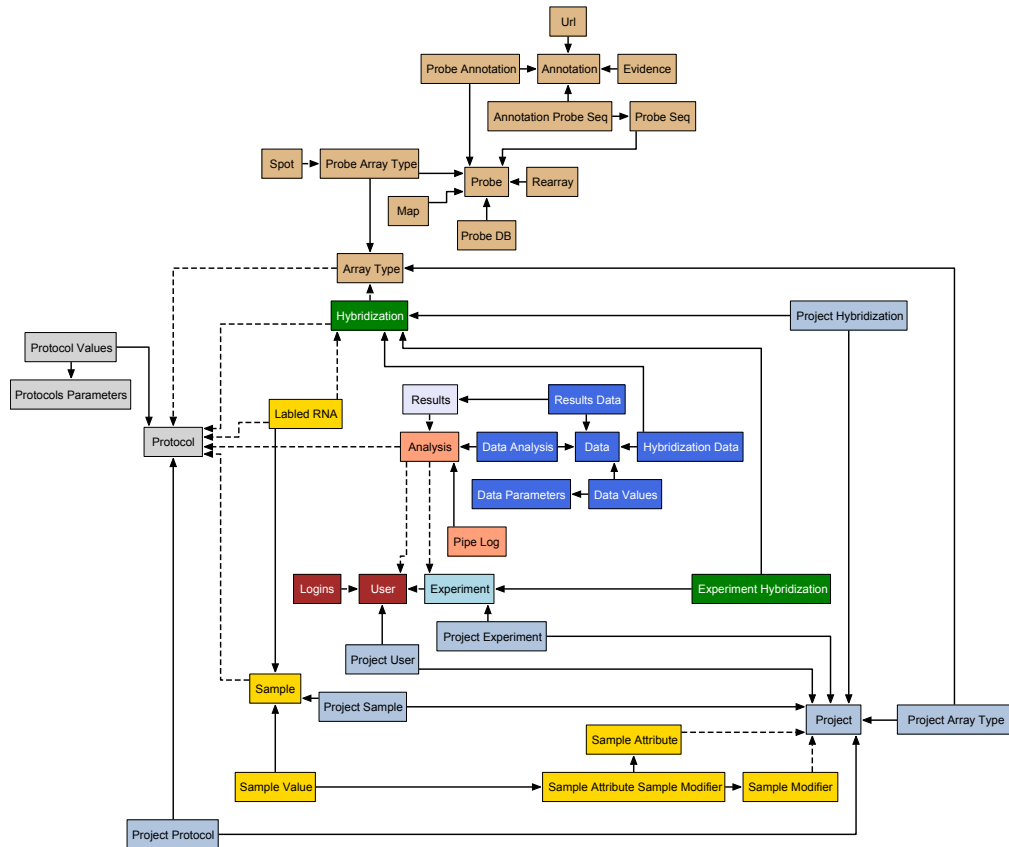 Url
Probe Annotation
Annotation
Evidence
Annotation Probe Seq
Probe Seq
Spot
Probe Array Type
Probe
Rearray
Map
Probe DB
Array Type
Hybridization
Project Hybridization
Protocol Values
Protocols Parameters
Results
Results Data
Labled RNA
Protocol
Analysis
Data Analysis
Data
Hybridization Data
Data Parameters
Data Values
Pipe Log
Logins
User
Experiment
Experiment Hybridization
Project Experiment
Project User
Sample
Project Sample
Project
Project Array Type
Sample Attribute
Sample Value
Sample Attribute Sample Modifier
Sample Modifier
Project Protocol